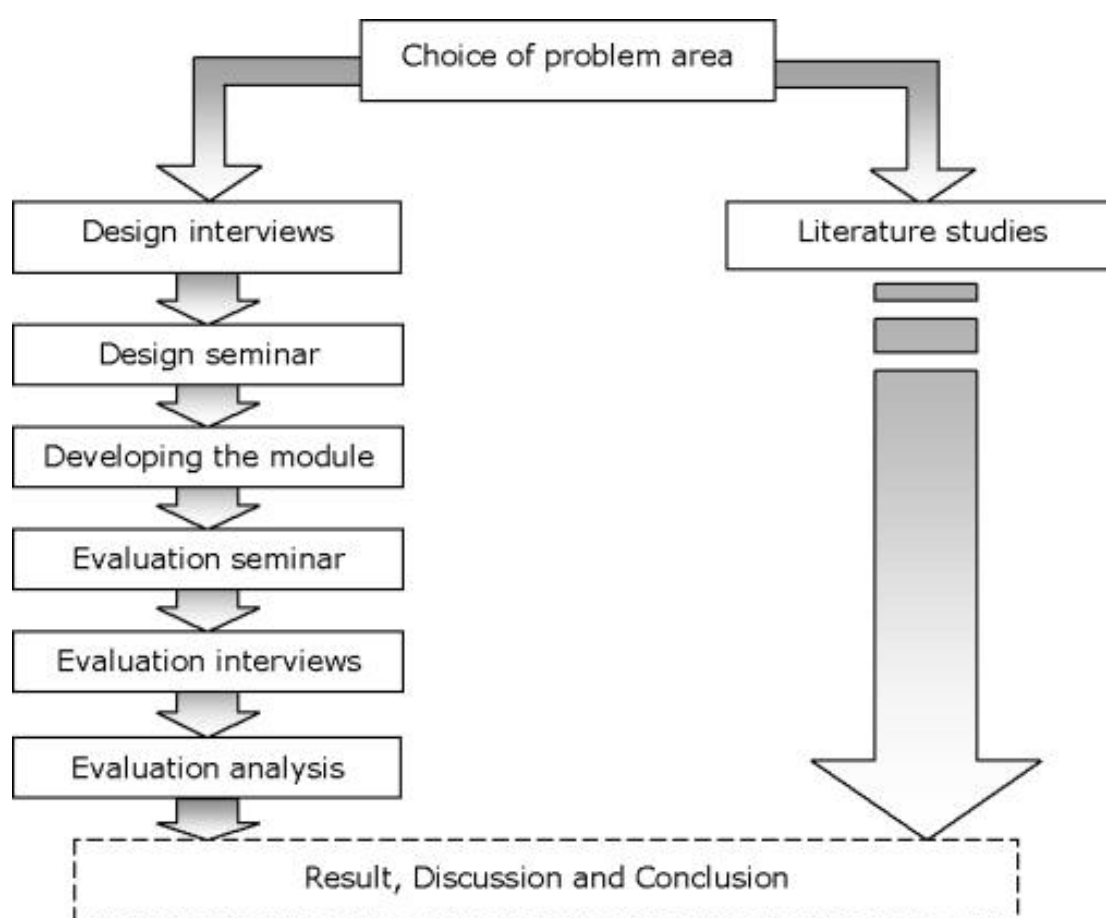 Choice of problem area
Design interviews
Literature studies
Design seminar
Developing the module
Evaluation seminar
Evaluation interviews
Evaluation analysis
Result, Discussion and Conclusion